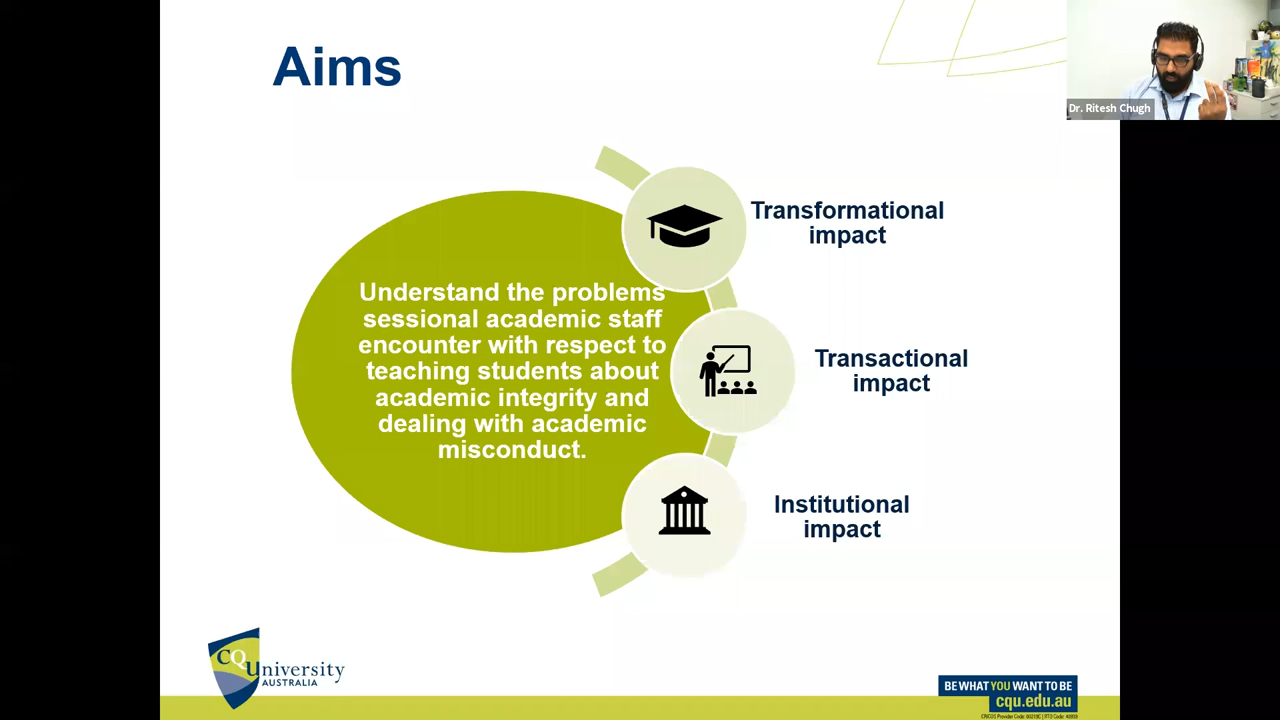 Aims
Dr. Ritesh Chugh
Transformational
impact
Understand the problems
sessional academic staff
encounter with respect to
teaching students about
academic integrity and
dealing with academic
misconduct.
Transactional
impact
Institutional
impact
CQUniversity
AUSTRALIA
BE WHAT YOU WANT TO BE
cqu.edu.au